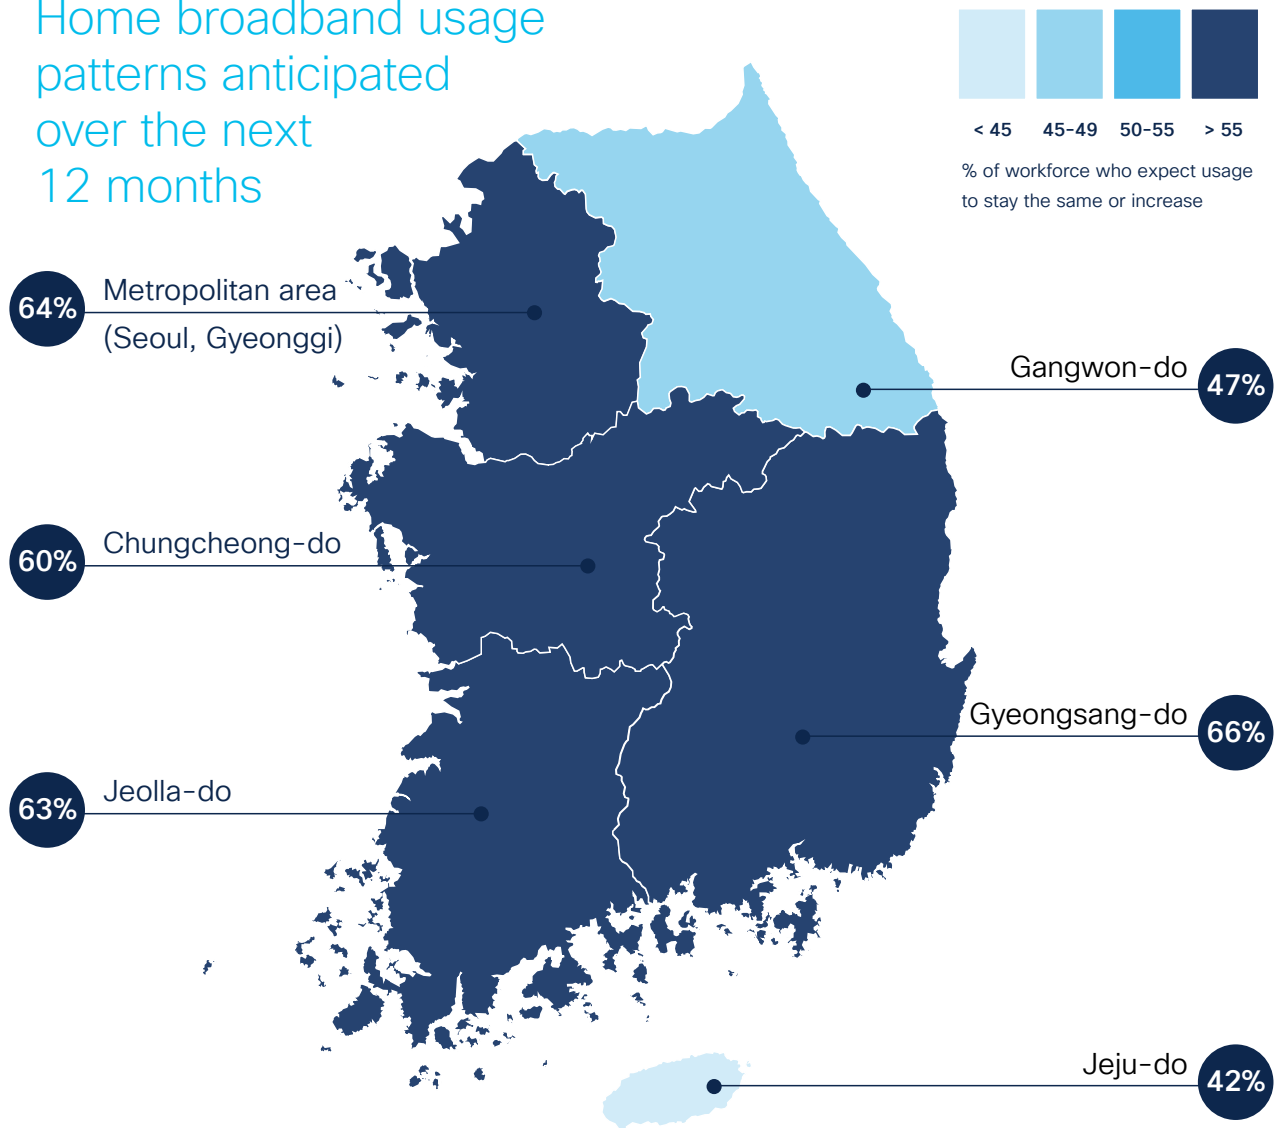 Home broadband usage
patterns anticipated
over the next
12 months
< 45 45-49 50-55 > 55
% of workforce who expect usage
to stay the same or increase
64%
Metropolitan area
(Seoul, Gyeonggi)
Gangwon-do
47%
60%
Chungcheong-do
Gyeongsang-do
66%
63%
Jeolla-do
Jeju-do
42%